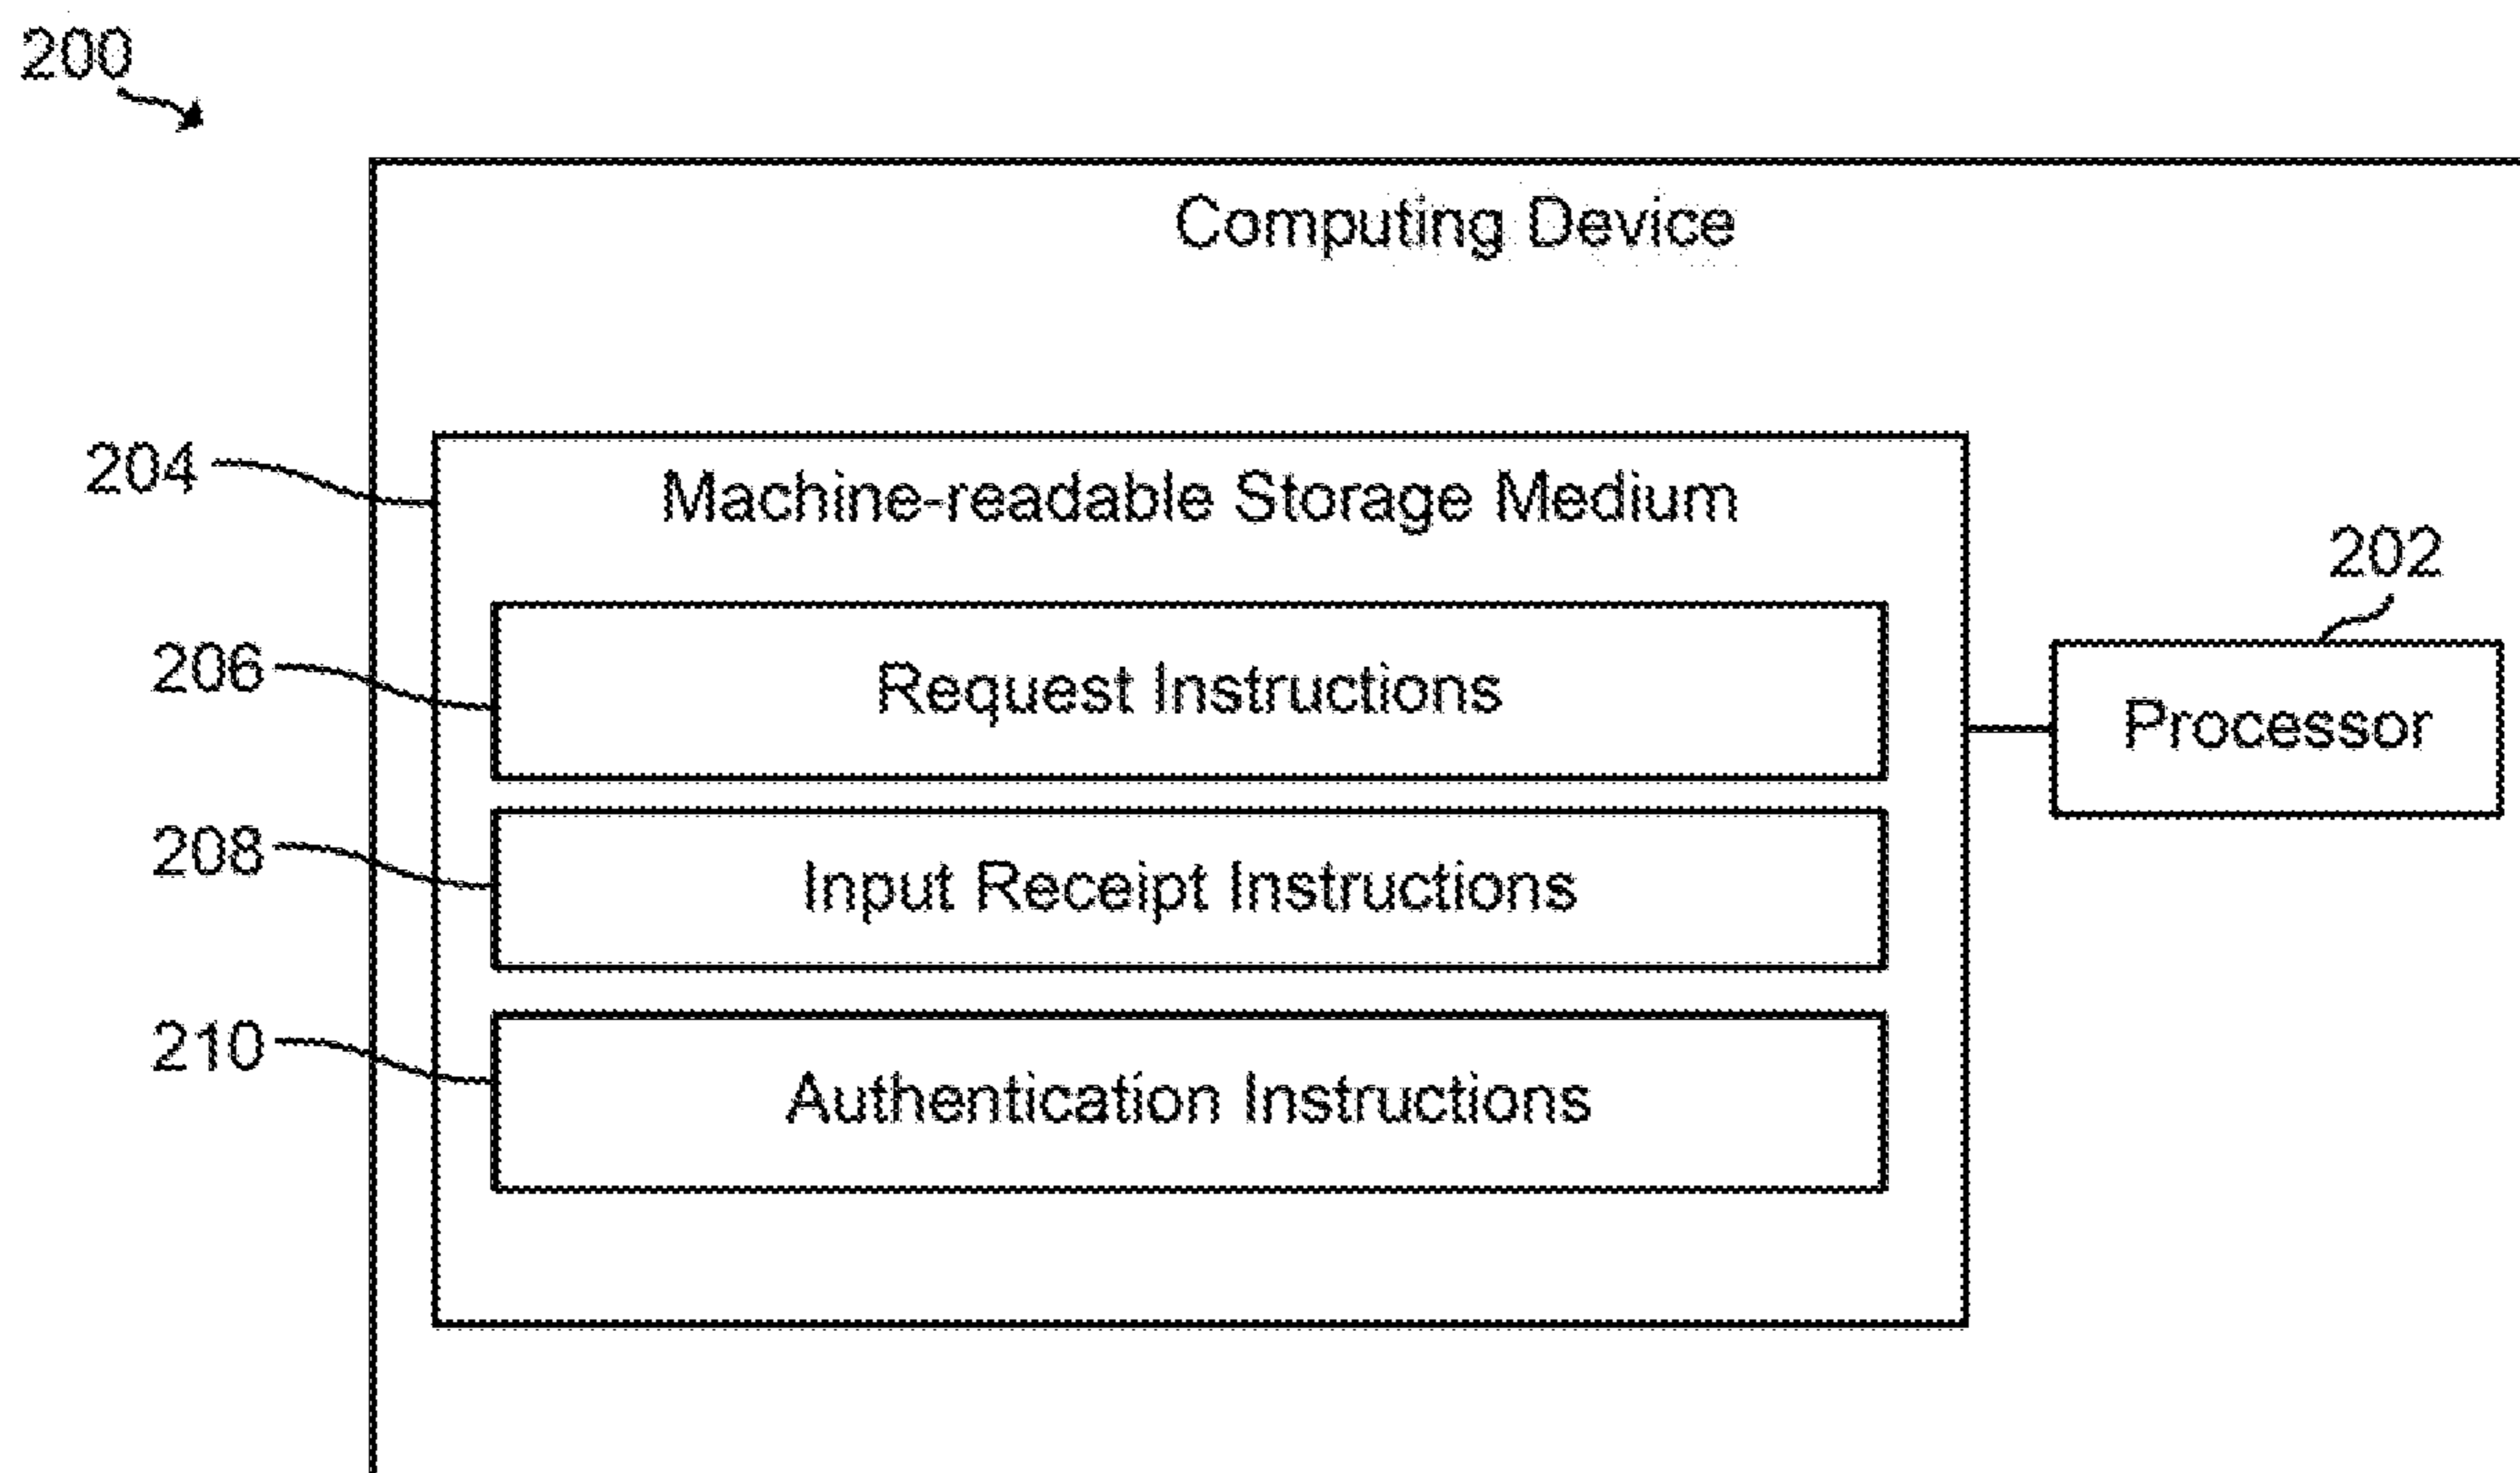 200
Computing Device
204
Machine-readable Storage Medium
202
206
Request Instructions
Processor
208
Input Receipt Instructions
210
Authentication Instructions